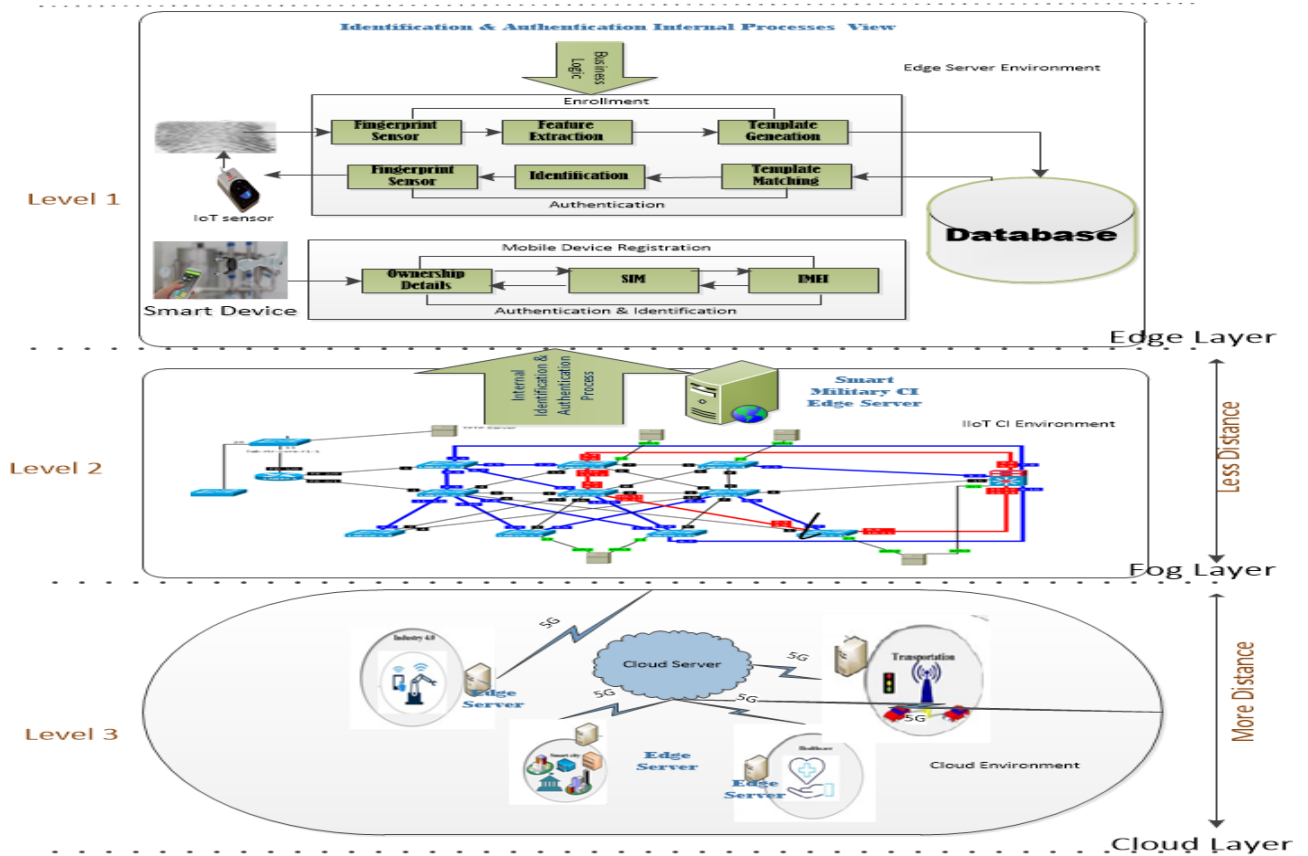 Identification & Authentication Internal Processes View
Business
Logic
Edge Server Environment
Enrollment
Fingerprint
Sensor
Feature
Extraction
Template
Geneation
Fingerprint
Sensor
Identification
Template
Matching
Authentication
Level 1
IoT sensor
Database
Mobile Device Registration
Ownership
Details
SIM
IMEI
Authentication & Identification
Smart Device
Edge Layer
Internal
Identification &
Authentication
Process
Smart
Military CI
Edge Server
IIoT CI Environment
Level 2
Less Distance
Fog Layer
Industry 4.0
5G
Cloud Server
5G
Transportation
Edge
Server
5G
5G
5G
Level 3
Smart city
Edge
Server
Healthcare
Edge
Server
Cloud Environment
More Distance
Cloud Layer